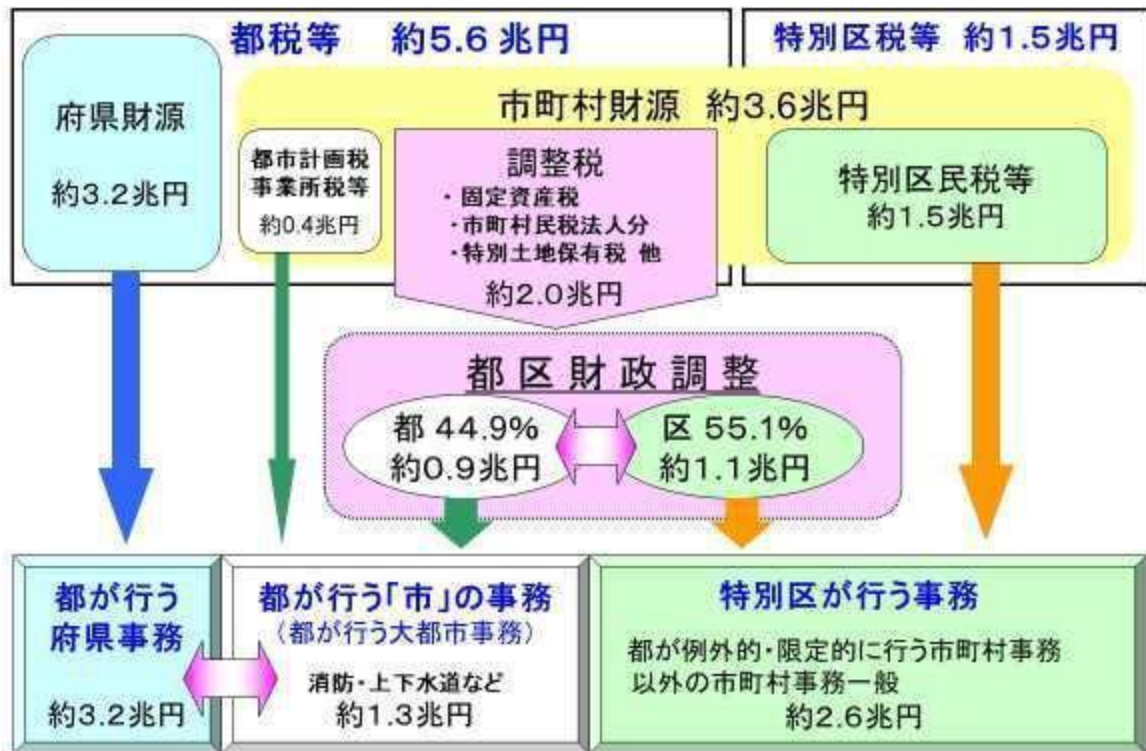 都税等 約5.6兆円
特別区税等 約1.5兆円
府県財源
約3.2兆円
市町村財源 約3.6兆円
都市計画税
事業所税等
約0.4兆円
調整税
・固定資産税
・市町村民税法人分
・特別土地保有税 他
約2.0兆円
特別区民税等
約1.5兆円
都区財政調整
都 44.9%
約0.9兆円
区 55.1%
約1.1兆円
都が行う
府県事務
約3.2兆円
都が行う「市」の事務
（都が行う大都市事務）
消防・上下水道など
約1.3兆円
特別区が行う事務
都が例外的・限定的に行う市町村事務
以外の市町村事務一般
約2.6兆円